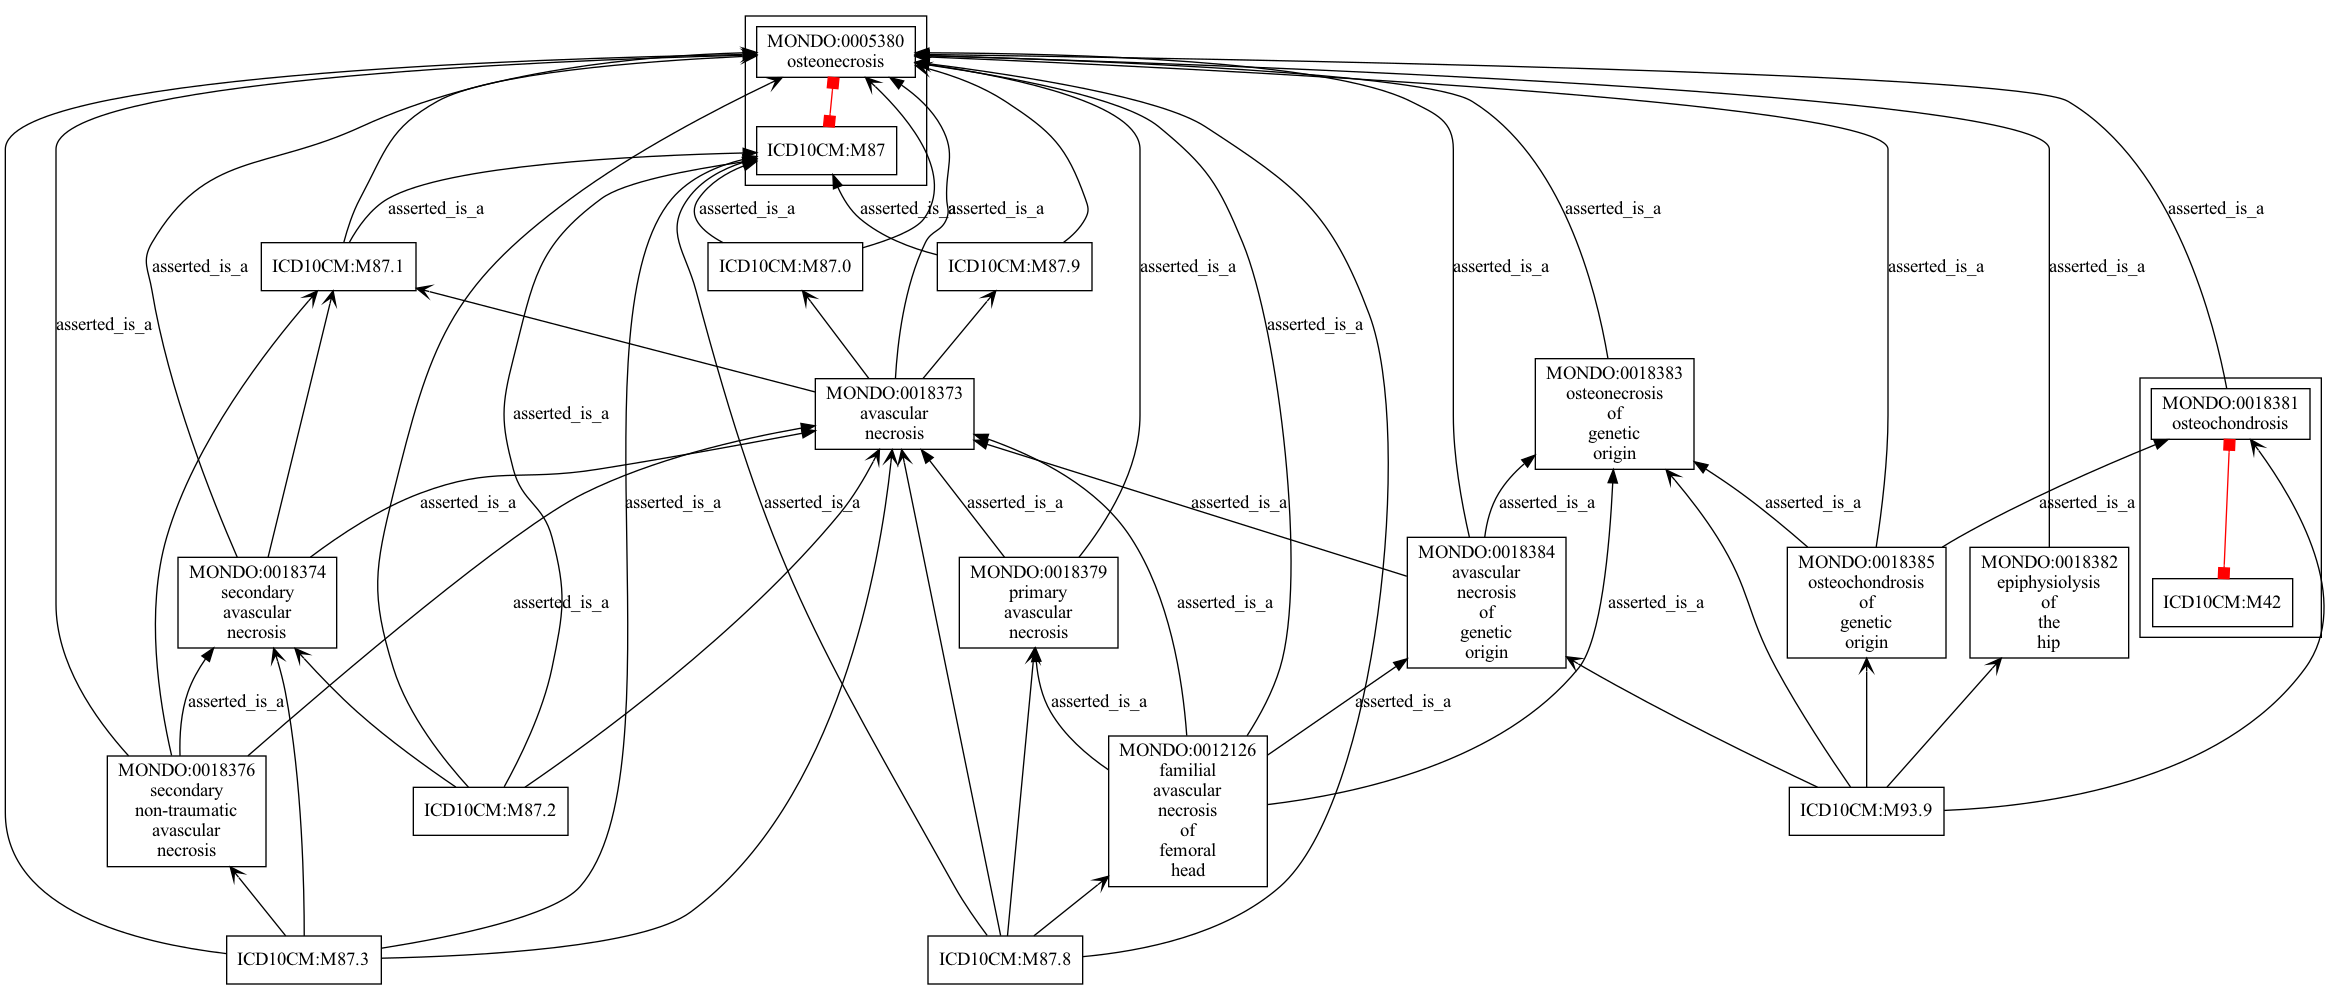 MONDO:0005380
osteonecrosis
ICD10CM:M87
asserted_is_a
asserted_is_a
asserted_is_a
asserted_is_a
asserted_is_a
asserted_is_a
ICD10CM:M87.1
asserted_is_a
ICD10CM:M87.0
ICD10CM:M87.9
asserted_is_a
asserted_is_a
asserted_is_a
asserted_is_a
asserted_is_a
asserted_is_a
MONDO:0018373
avascular
necrosis
asserted_is_a
MONDO:0018383
osteonecrosis
of
genetic
origin
MONDO:0018381
osteochondrosis
asserted_is_a
asserted_is_a
asserted_is_a
asserted_is_a
asserted_is_a
asserted_is_a
asserted_is_a
asserted_is_a
MONDO:0018374
secondary
avascular
necrosis
asserted_is_a
MONDO:0018379
primary
avascular
necrosis
asserted_is_a
MONDO:0018384
avascular
necrosis
of
genetic
origin
asserted_is_a
MONDO:0018385
osteochondrosis
of
genetic
origin
MONDO:0018382
epiphysiolysis
of
the
hip
ICD10CM:M42
asserted_is_a
asserted_is_a
asserted_is_a
MONDO:0018376
secondary
non-traumatic
avascular
necrosis
ICD10CM:M87.2
MONDO:0012126
familial
avascular
necrosis
of
femoral
head
ICD10CM:M93.9
ICD10CM:M87.3
ICD10CM:M87.8